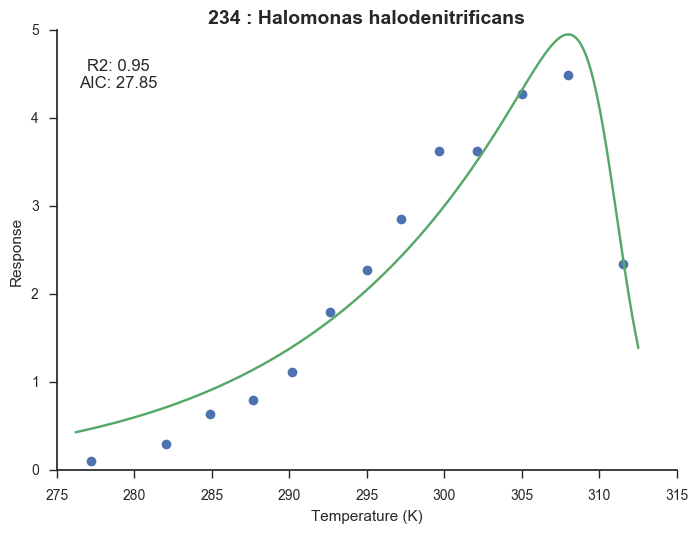 234 : Halomonas halodenitrificans
R2: 0.95
AIC: 27.85
5
4
3
2
1
0
Response
275 280 285 290 295 300 305 310 315
Temperature (K)